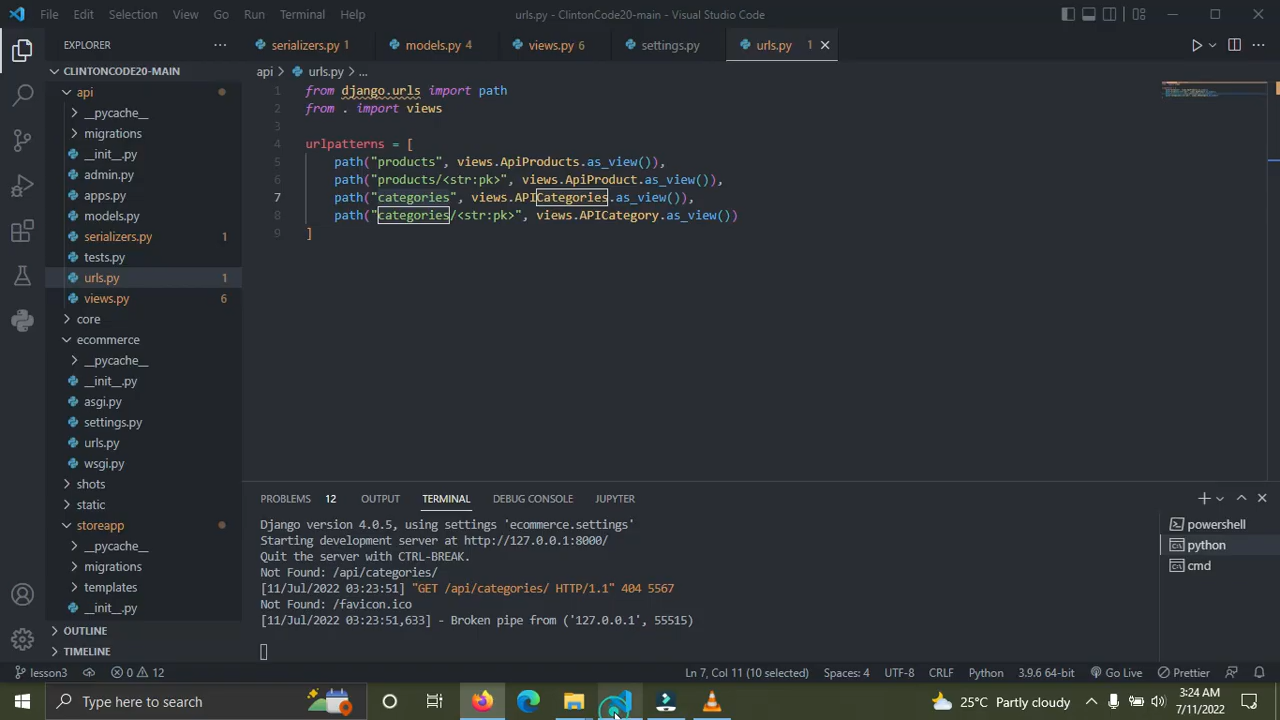 File Edit Selection View Go Run Terminal Help
urls.py - ClintonCode20-main - Visual Studio Code
EXPLORER
serializers.py 1
models.py 4
views.py 6
settings.py
urls.py 1
CLINTONCODE20-MAIN
api
__pycache__
migrations
__init__.py
admin.py
apps.py
models.py
serializers.py 1
tests.py
urls.py 1
views.py 6
core
ecommerce
__pycache__
__init__.py
asgi.py
settings.py
urls.py
wsgi.py
shots
static
storeapp
__pycache__
migrations
templates
__init__.py
OUTLINE
TIMELINE
api > urls.py > ...
1 from django.urls import path
2 from . import views
3
4 urlpatterns = [
5 path("products", views.ApiProducts.as_view()),
6 path("products/<str:pk>", views.ApiProduct.as_view()),
7 path("categories", views.APICategories.as_view()),
8 path("categories/<str:pk>", views.APICategory.as_view())
9 ]
PROBLEMS 12 OUTPUT TERMINAL DEBUG CONSOLE JUPYTER
Django version 4.0.5, using settings 'ecommerce.settings'
Starting development server at http://127.0.0.1:8000/
Quit the server with CTRL-BREAK.
Not Found: /api/categories/
[11/Jul/2022 03:23:51] "GET /api/categories/ HTTP/1.1" 404 5567
Not Found: /favicon.ico
[11/Jul/2022 03:23:51,633] - Broken pipe from ('127.0.0.1', 55515)
powershell
python
cmd
lesson3 0 12 Ln 7, Col 11 (10 selected) Spaces: 4 UTF-8 CRLF Python 3.9.6 64-bit Go Live Prettier
Type here to search
25°C Partly cloudy
3:24 AM
7/11/2022